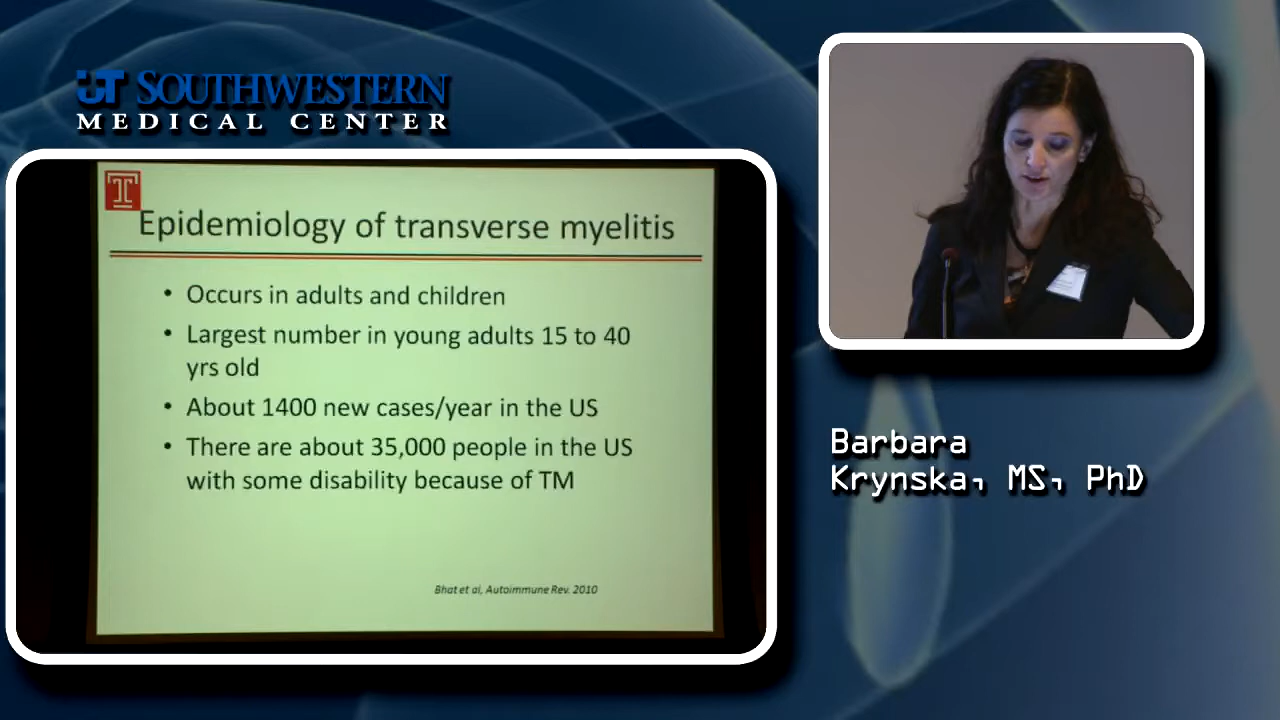 UT SOUTHWESTERN
MEDICAL CENTER
T
Epidemiology of transverse myelitis
• Occurs in adults and children
• Largest number in young adults 15 to 40
yrs old
• About 1400 new cases/year in the US
• There are about 35,000 people in the US
with some disability because of TM
Bhat et al, Autoimmune Rev. 2010
Barbara
Krynska, MS, PhD